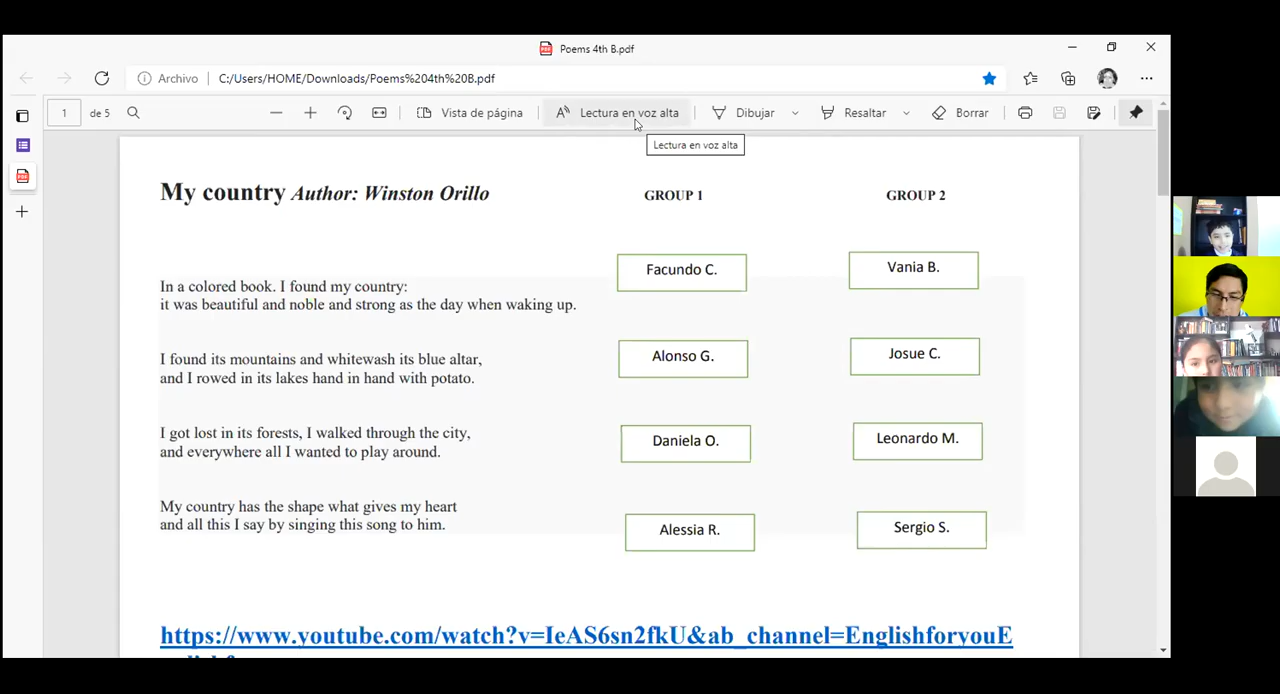 Poems 4th B.pdf
Archivo C:/Users/HOME/Downloads/Poems%204th%20B.pdf
1 de 5 Vista de página Lectura en voz alta Dibujar Resaltar Borrar
Lectura en voz alta
My country Author: Winston Orillo GROUP 1 GROUP 2
Facundo C. Vania B.
In a colored book. I found my country:
it was beautiful and noble and strong as the day when waking up.
Alonso G. Josue C.
I found its mountains and whitewash its blue altar,
and I rowed in its lakes hand in hand with potato.
Daniela O. Leonardo M.
I got lost in its forests, I walked through the city,
and everywhere all I wanted to play around.
My country has the shape what gives my heart
and all this I say by singing this song to him.
Alessia R. Sergio S.
https://www.youtube.com/watch?v=IeAS6sn2fkU&ab_channel=EnglishforyouE